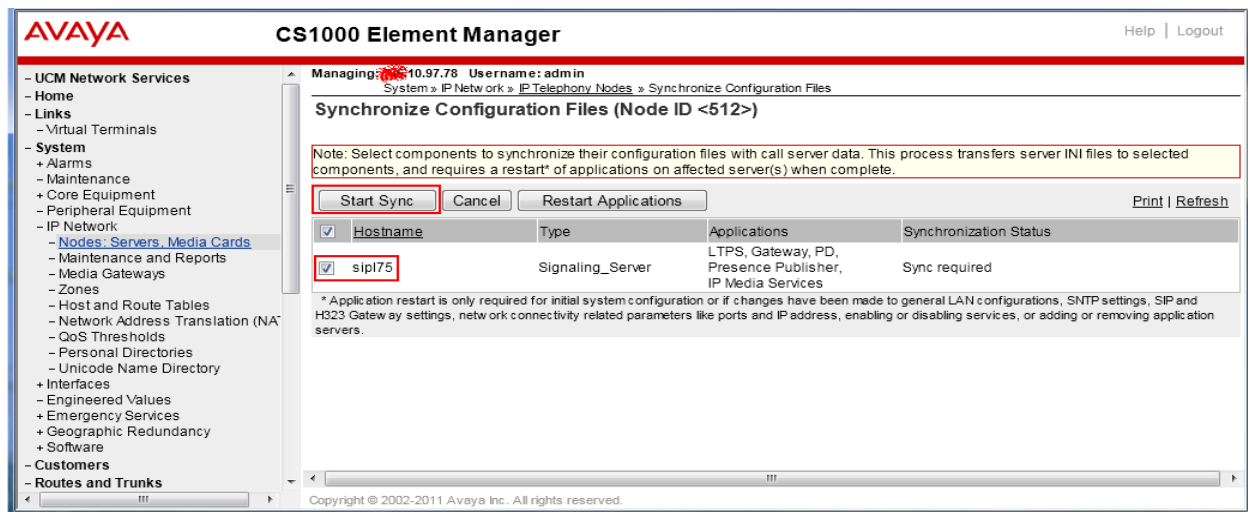 AVAYA
CS1000 Element Manager
Help | Logout
- UCM Network Services
- Home
- Links
- Virtual Terminals
- System
+ Alarms
- Maintenance
+ Core Equipment
- Peripheral Equipment
- IP Network
- Nodes: Servers, Media Cards
- Maintenance and Reports
- Media Gateways
- Zones
- Host and Route Tables
- Network Address Translation (NA
- QoS Thresholds
- Personal Directories
- Unicode Name Directory
+ Interfaces
- Engineered Values
+ Emergency Services
+ Geographic Redundancy
+ Software
- Customers
- Routes and Trunks
Managing: 10.97.78 Username: admin
System » IP Network » IP Telephony Nodes » Synchronize Configuration Files
Synchronize Configuration Files (Node ID <512>)
Note: Select components to synchronize their configuration files with call server data. This process transfers server INI files to selected
components, and requires a restart* of applications on affected server(s) when complete.
Start Sync Cancel Restart Applications Print | Refresh
Hostname Type Applications Synchronization Status
sipl75 Signaling_Server LTPS, Gateway, PD,
Presence Publisher, Sync required
IP Media Services
* Application restart is only required for initial system configuration or if changes have been made to general LAN configurations, SNTP settings, SIP and
H323 Gateway settings, network connectivity related parameters like ports and IP address, enabling or disabling services, or adding or removing application
servers.
Copyright © 2002-2011 Avaya Inc. All rights reserved.